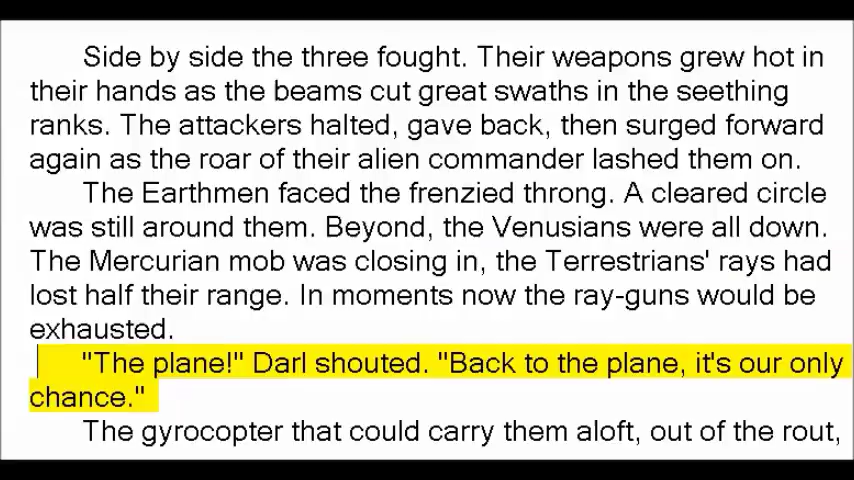 Side by side the three fought. Their weapons grew hot in
their hands as the beams cut great swaths in the seething
ranks. The attackers halted, gave back, then surged forward
again as the roar of their alien commander lashed them on.
The Earthmen faced the frenzied throng. A cleared circle
was still around them. Beyond, the Venusians were all down.
The Mercurian mob was closing in, the Terrestrians' rays had
lost half their range. In moments now the ray-guns would be
exhausted.
"The plane!" Darl shouted. "Back to the plane, it's our only
chance."
The gyrocopter that could carry them aloft, out of the rout,